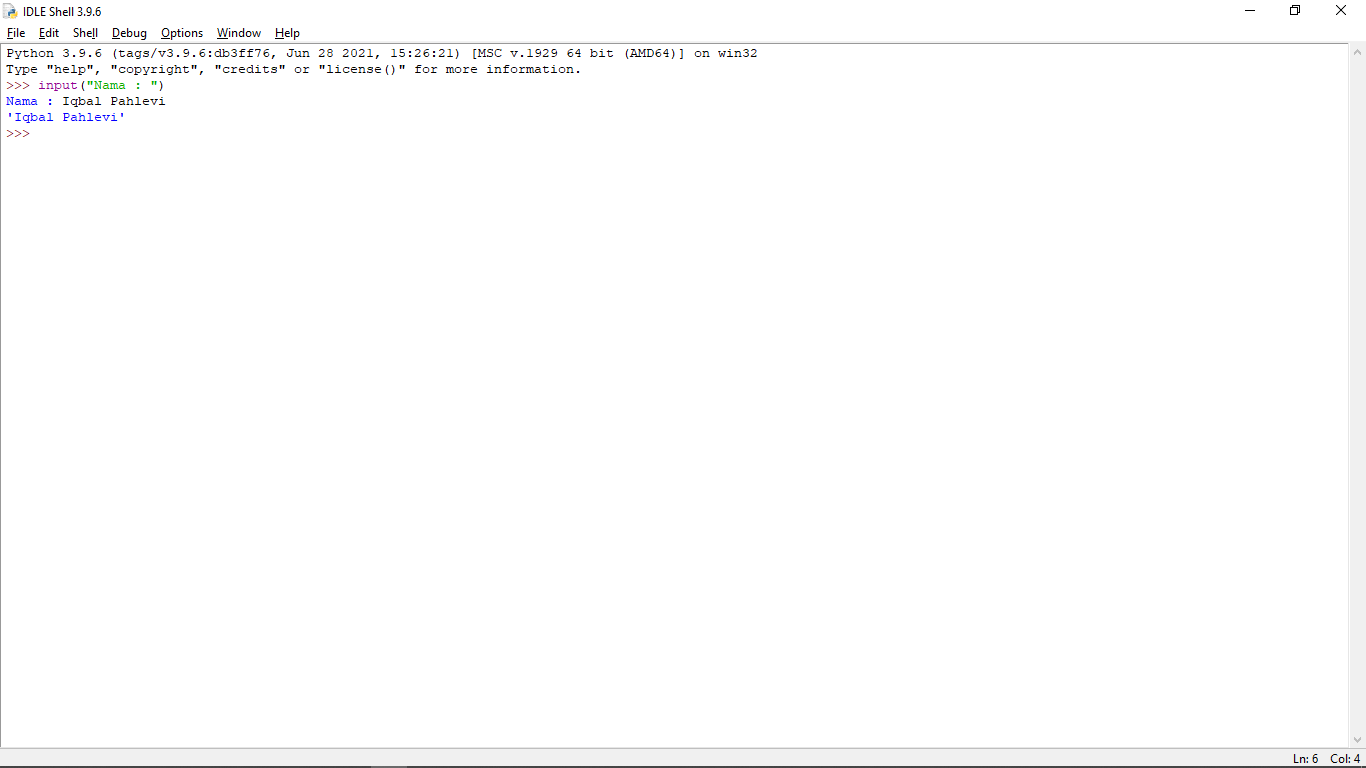 IDLE Shell 3.9.6
File Edit Shell Debug Options Window Help
Python 3.9.6 (tags/v3.9.6:db3ff76, Jun 28 2021, 15:26:21) [MSC v.1929 64 bit (AMD64)] on win32
Type "help", "copyright", "credits" or "license()" for more information.
>>> input("Nama : ")
Nama : Iqbal Pahlevi
'Iqbal Pahlevi'
>>>
Ln: 6 Col: 4